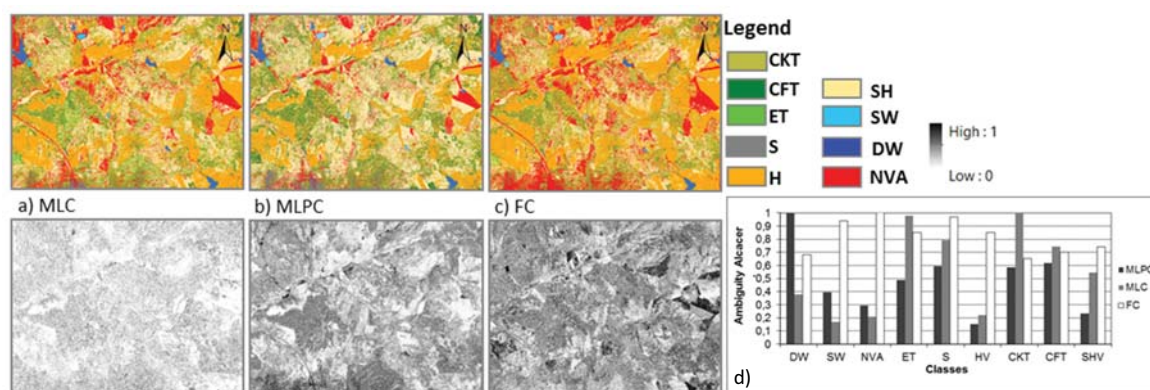 N
N
N
a) MLC
b) MLPC
c) FC
Legend
CKT
CFT
ET
S
H
SH
SW
DW
NVA
High : 1
Low : 0
Ambiguity Alcacer
1
0,9
0,8
0,7
0,6
0,5
0,4
0,3
0,2
0,1
0
DW SW NVA ET S HV CKT CFT SHV
Classes
MLPC
MLC
FC
d)